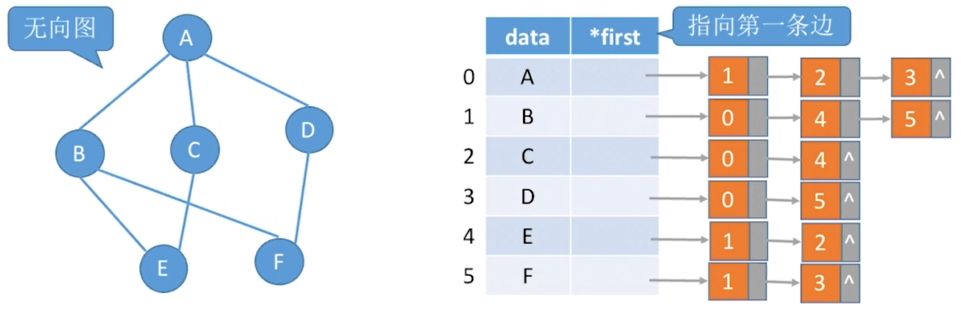 无向图
A
B
C
D
E
F
指向第一条边
data *first
0 A 1 2 3 ^
1 B 0 4 5 ^
2 C 0 4 ^
3 D 0 5 ^
4 E 1 2 ^
5 F 1 3 ^